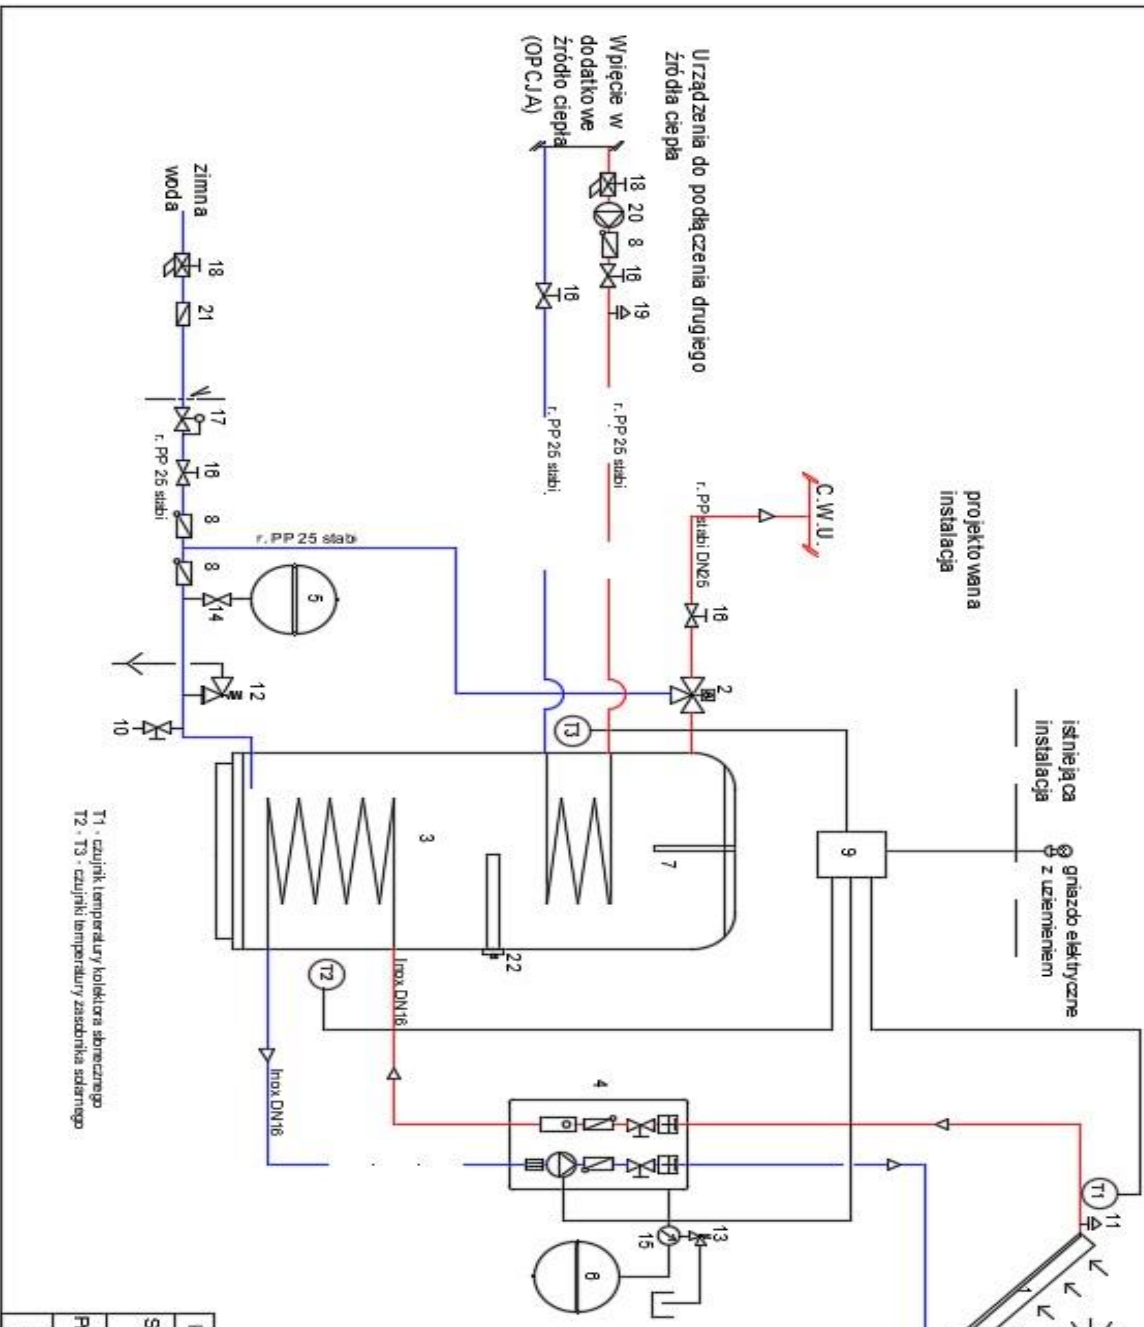 Urządzenia do podłączenia drugiego
źródła ciepła
Wpięcie w
dodatkowe
źródło ciepła
(OPCJA)
18
20
8
16
19
16
r. PP 25 stabi
r. PP 25 stabi
zimna
woda
18
21
17
16
8
8
r. PP 25 stabi
r. PP 25 stabi
14
5
12
10
C.W.U.
r. PP stabi DN25
16
2
projektowana
instalacja
istniejąca
instalacja
gniazdo elektryczne
z uziemieniem
T3
9
7
3
22
T2
Inox DN16
Inox DN16
4
T1
11
13
15
6
T1 - czujnik temperatury kolektora słonecznego
T2 - T3 - czujniki temperatury zasobnika solarnego